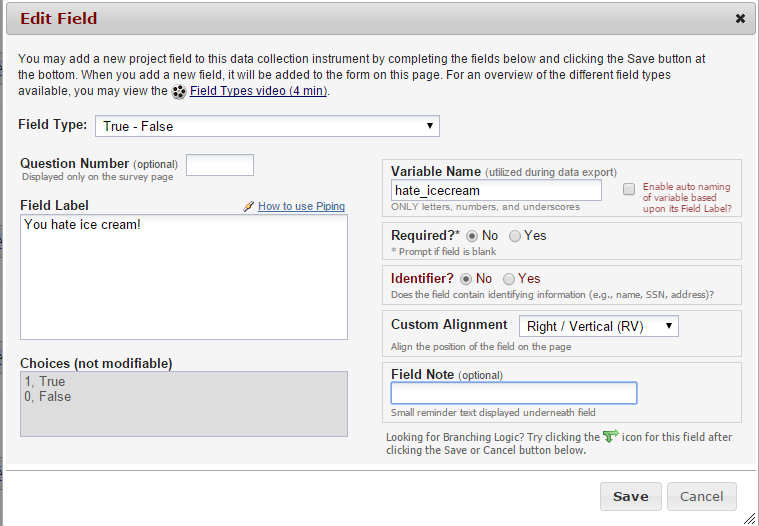 Edit Field
You may add a new project field to this data collection instrument by completing the fields below and clicking the Save button at
the bottom. When you add a new field, it will be added to the form on this page. For an overview of the different field types
available, you may view the Field Types video (4 min).
Field Type: True - False
Question Number (optional)
Displayed only on the survey page
Field Label How to use Piping
You hate ice cream!
Choices (not modifiable)
1, True
0, False
Variable Name (utilized during data export)
hate_icecream
ONLY letters, numbers, and underscores
Enable auto naming
of variable based
upon its Field Label?
Required?* No Yes
* Prompt if field is blank
Identifier? No Yes
Does the field contain identifying information (e.g., name, SSN, address)?
Custom Alignment Right / Vertical (RV)
Align the position of the field on the page
Field Note (optional)
Small reminder text displayed underneath field
Looking for Branching Logic? Try clicking the icon for this field after
clicking the Save or Cancel button below.
Save Cancel